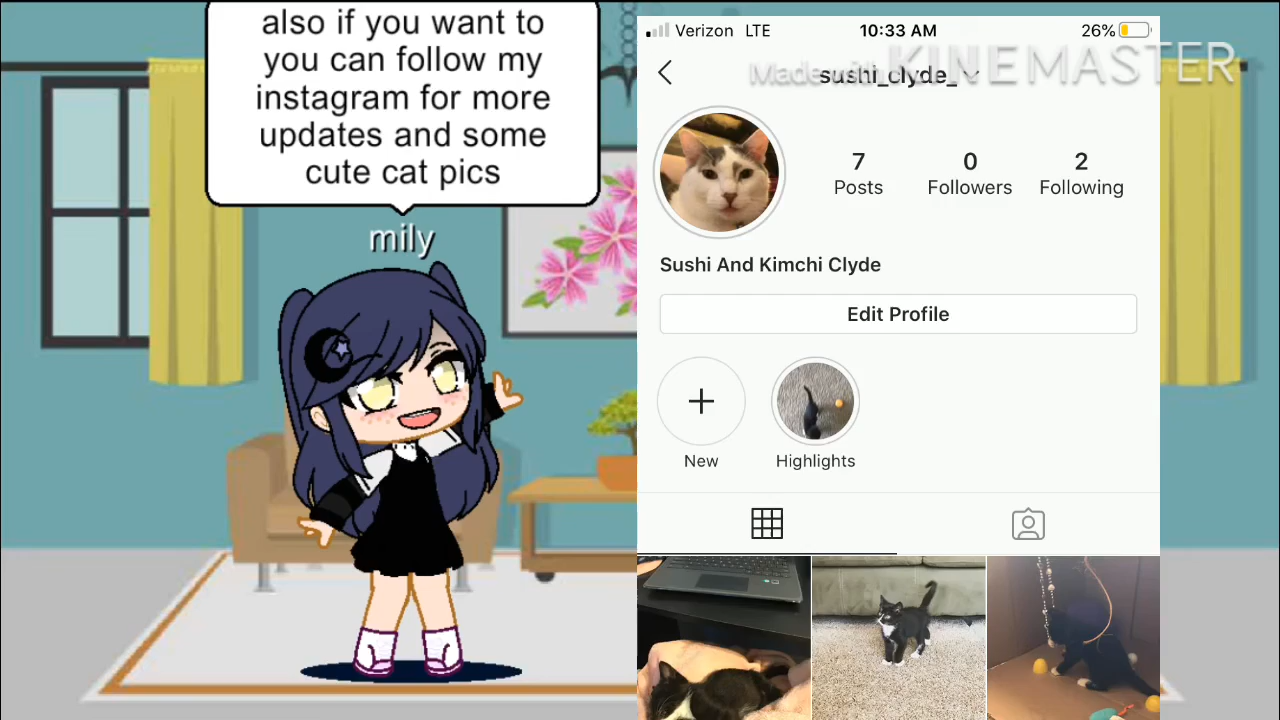 also if you want to
you can follow my
instagram for more
updates and some
cute cat pics
mily
Verizon LTE 10:33 AM 26%
Made with KINEMASTER
sushi_clyde_
7 0 2
Posts Followers Following
Sushi And Kimchi Clyde
Edit Profile
New Highlights